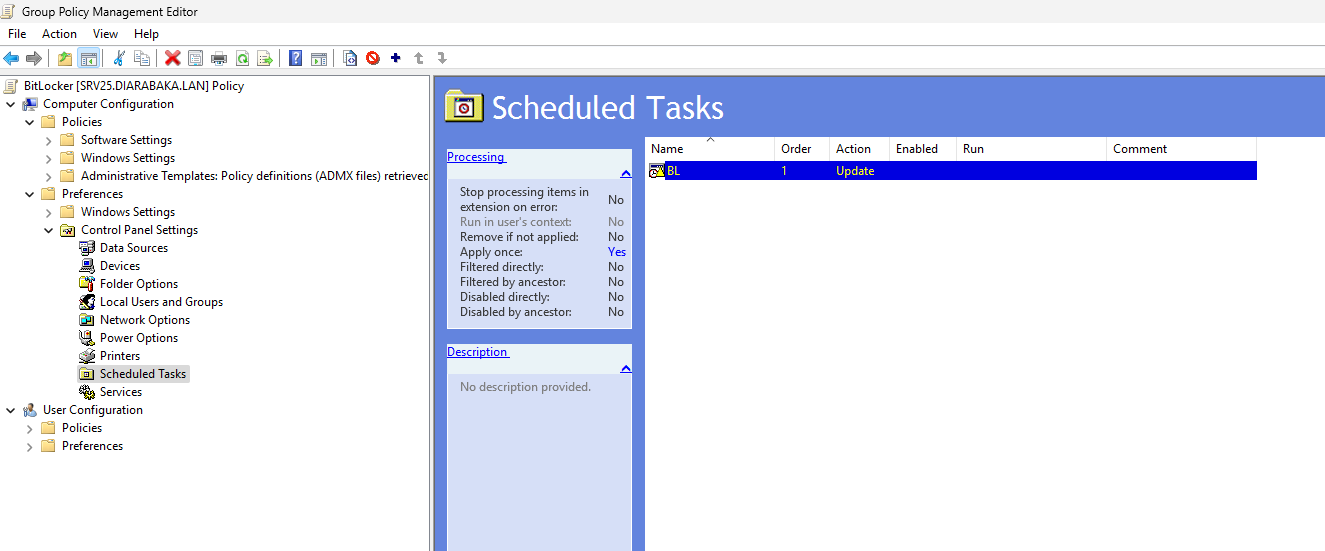 Group Policy Management Editor
File Action View Help
BitLocker [SRV25.DIARABAKA.LAN] Policy
Computer Configuration
Policies
Software Settings
Windows Settings
Administrative Templates: Policy definitions (ADMX files) retrieved
Preferences
Windows Settings
Control Panel Settings
Data Sources
Devices
Folder Options
Local Users and Groups
Network Options
Power Options
Printers
Scheduled Tasks
Services
User Configuration
Policies
Preferences
Scheduled Tasks
Processing
Stop processing items in
extension on error: No
Run in user's context: No
Remove if not applied: No
Apply once: Yes
Filtered directly: No
Filtered by ancestor: No
Disabled directly: No
Disabled by ancestor: No
Description
No description provided.
Name Order Action Enabled Run Comment
BL 1 Update